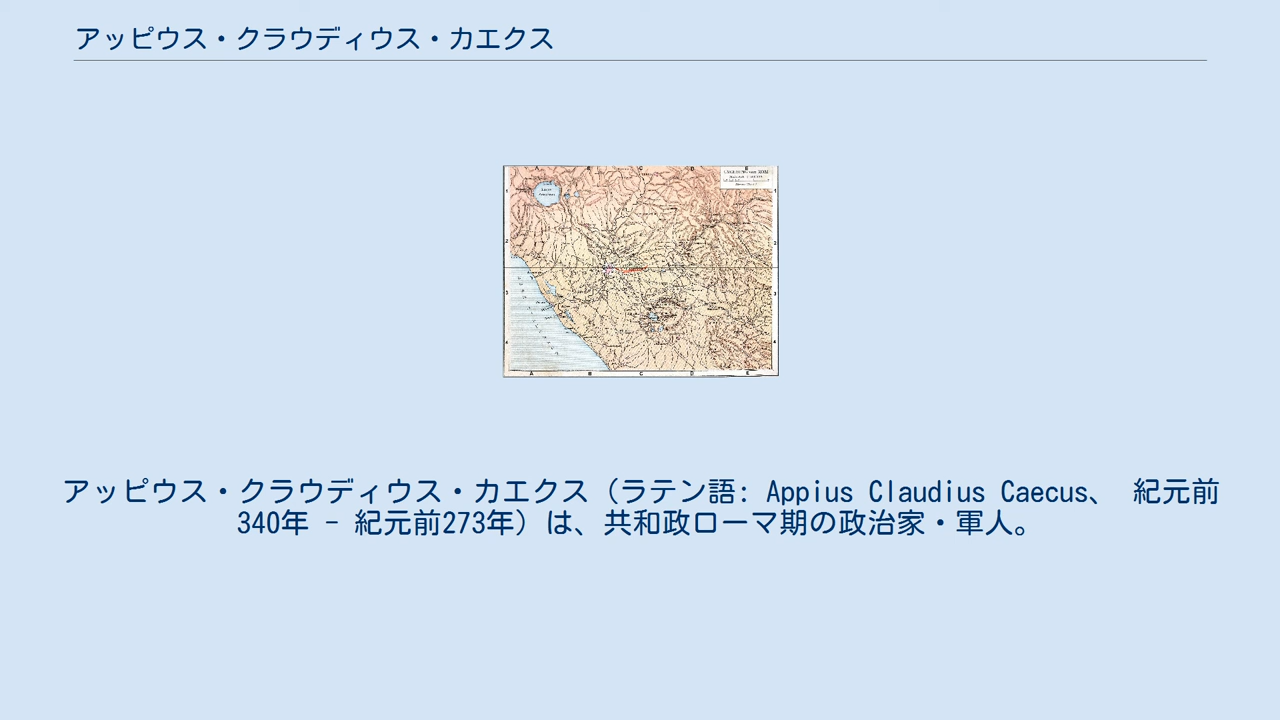 アッピウス・クラウディウス・カエクス
アッピウス・クラウディウス・カエクス（ラテン語: Appius Claudius Caecus、 紀元前
340年 – 紀元前273年）は、共和政ローマ期の政治家・軍人。